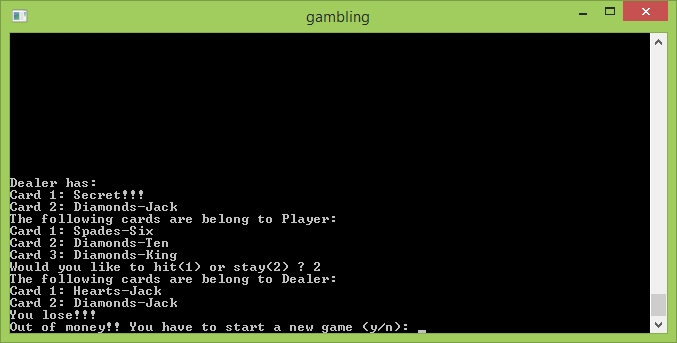 gambling
Dealer has:
Card 1: Secret!!!
Card 2: Diamonds-Jack
The following cards are belong to Player:
Card 1: Spades-Six
Card 2: Diamonds-Ten
Card 3: Diamonds-King
Would you like to hit(1) or stay(2) ? 2
The following cards are belong to Dealer:
Card 1: Hearts-Jack
Card 2: Diamonds-Jack
You lose!!!
Out of money!! You have to start a new game (y/n): _